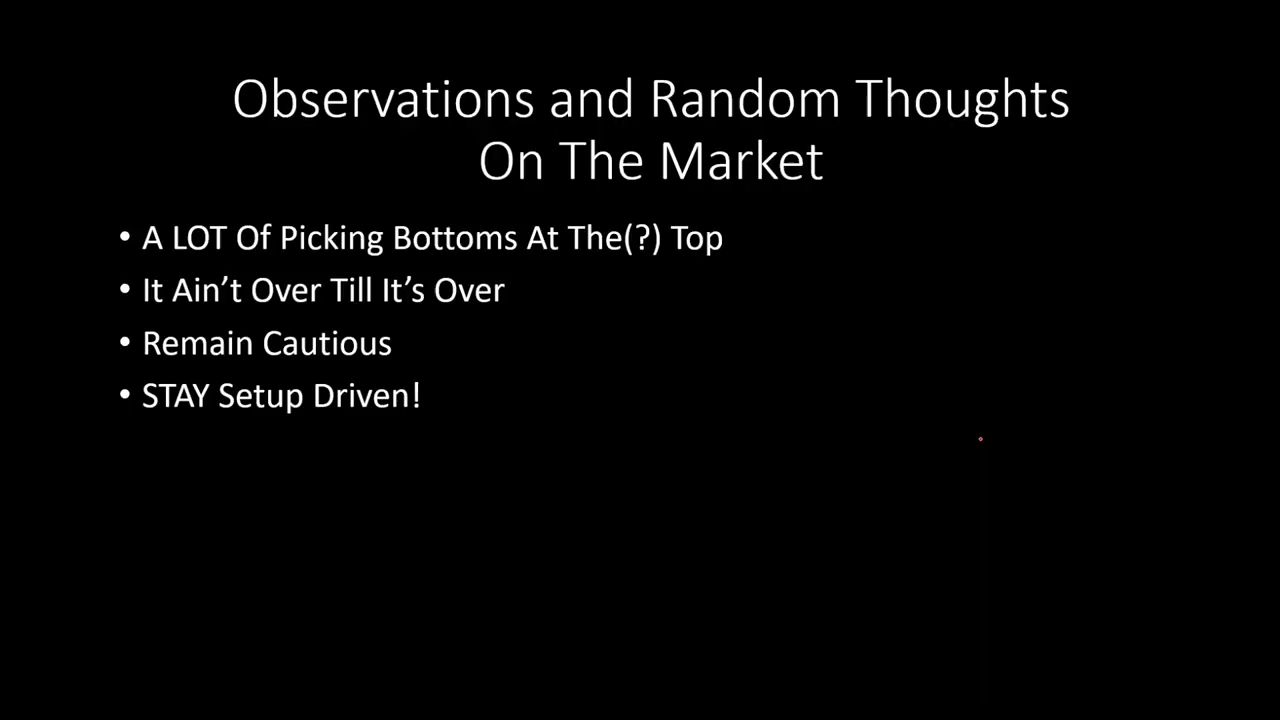 Observations and Random Thoughts
On The Market
• A LOT Of Picking Bottoms At The(?) Top
• It Ain’t Over Till It’s Over
• Remain Cautious
• STAY Setup Driven!